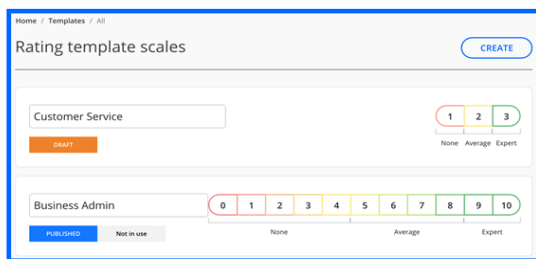 Home / Templates / All
Rating template scales
CREATE
Customer Service
1 2 3
DRAFT
None Average Expert
Business Admin
0 1 2 3 4 5 6 7 8 9 10
PUBLISHED Not in use
None Average Expert